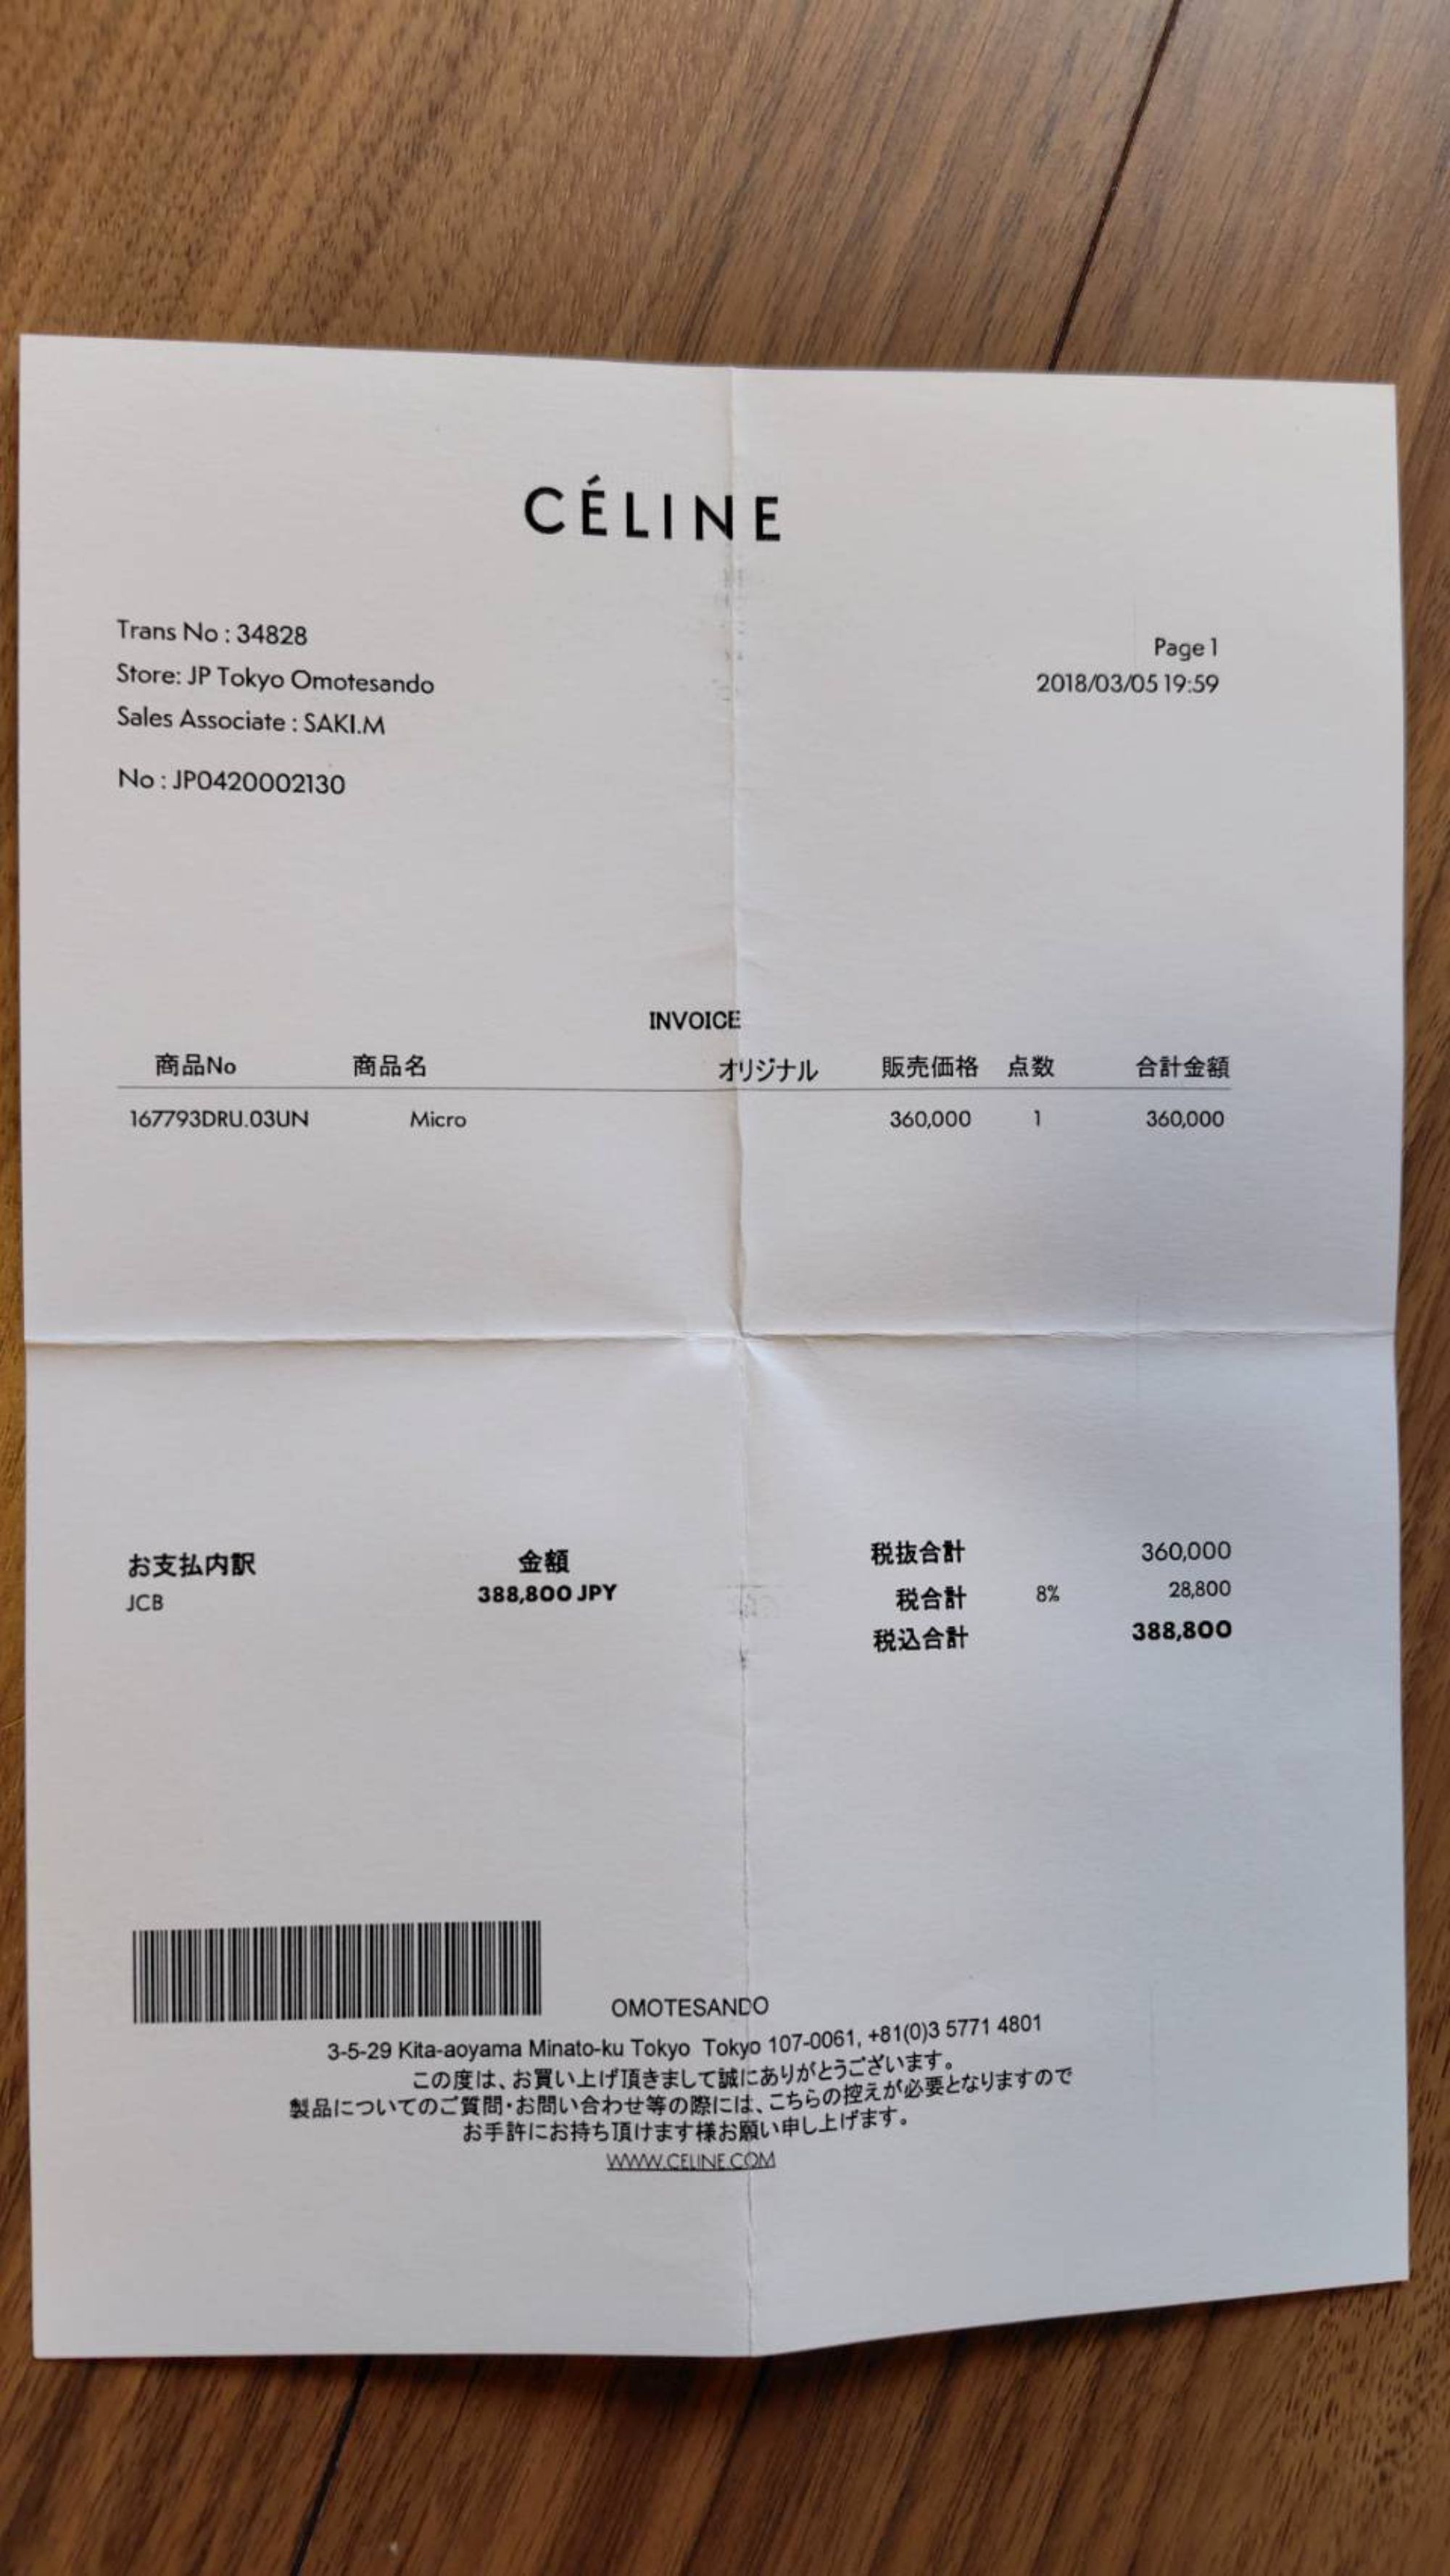 CÉLINE
Trans No : 34828
Page 1
Store: JP Tokyo Omotesando
2018/03/05 19:59
Sales Associate : SAKI.M
No : JP0420002130
INVOICE
商品No 商品名 オリジナル 販売価格 点数 合計金額
167793DRU.03UN Micro 360,000 1 360,000
お支払内訳 金額 税抜合計 360,000
JCB 388,800 JPY 税合計 8% 28,800
税込合計 388,800
OMOTESANDO
3-5-29 Kita-aoyama Minato-ku Tokyo Tokyo 107-0061, +81(0)3 5771 4801
この度は、お買い上げ頂きまして誠にありがとうございます。
製品についてのご質問・お問い合わせ等の際には、こちらの控えが必要となりますので
お手許にお持ち頂けます様お願い申し上げます。
WWW.CELINE.COM